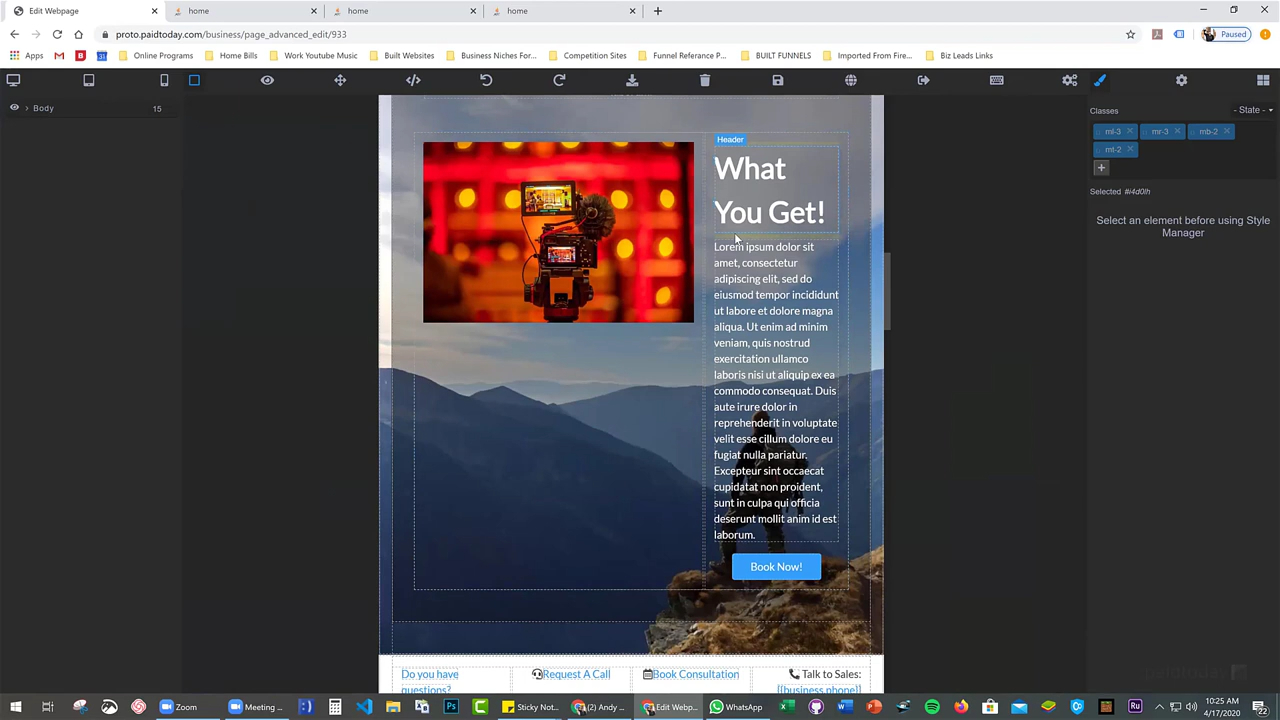 Edit Webpage
home
home
home
proto.paidtoday.com/business/page_advanced_edit/933
Paused
Apps
Online Programs
Home Bills
Work Youtube Music
Built Websites
Business Niches For...
Competition Sites
Funnel Reference P...
BUILT FUNNELS
Imported From Fire...
Biz Leads Links
Body
15
Classes
- State -
ml-3
mr-3
mb-2
mt-2
Selected #i4d0lh
Select an element before using Style
Manager
Header
What
You Get!
Lorem ipsum dolor sit
amet, consectetur
adipiscing elit, sed do
eiusmod tempor incididunt
ut labore et dolore magna
aliqua. Ut enim ad minim
veniam, quis nostrud
exercitation ullamco
laboris nisi ut aliquip ex ea
commodo consequat. Duis
aute irure dolor in
reprehenderit in voluptate
velit esse cillum dolore eu
fugiat nulla pariatur.
Excepteur sint occaecat
cupidatat non proident,
sunt in culpa qui officia
deserunt mollit anim id est
laborum.
Book Now!
Do you have
questions?
Request A Call
Book Consultation
Talk to Sales:
[[business.phone]]
paidtoday
Zoom
Meeting ...
Sticky Not...
(2) Andy ...
Edit Webp...
WhatsApp
10:25 AM
4/17/2020